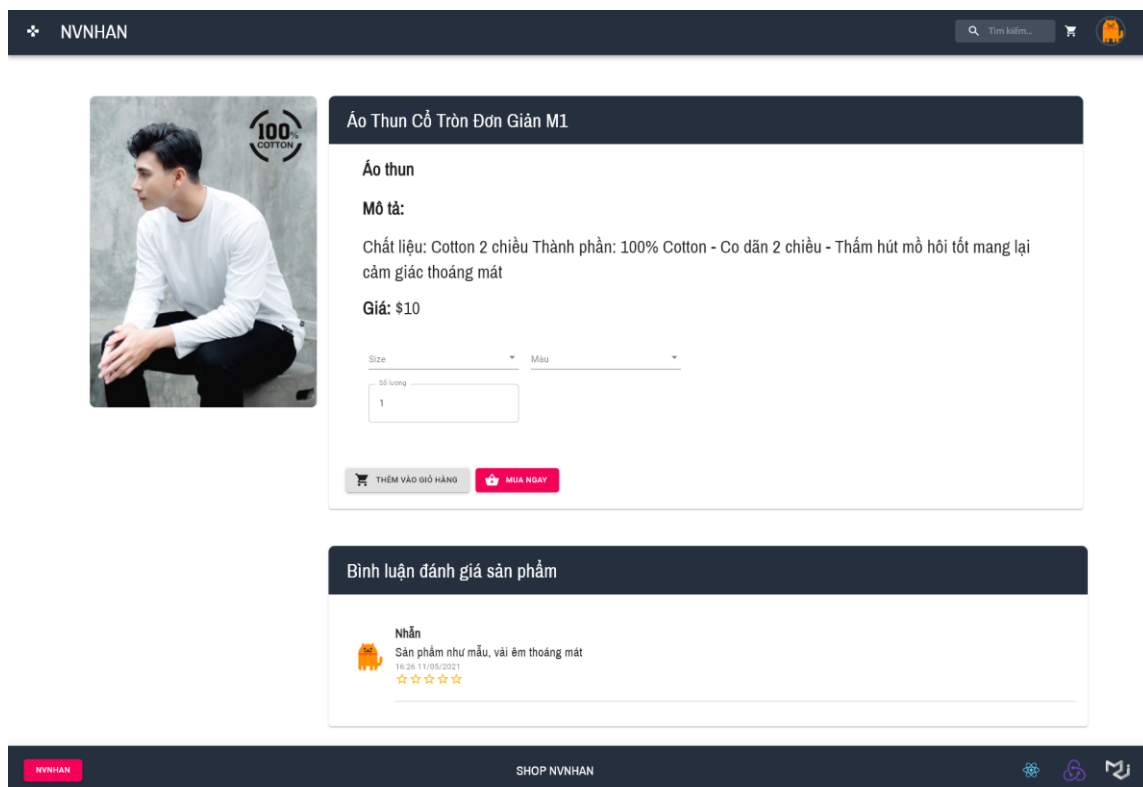 NVNHAN
Tìm kiếm...
100%
COTTON
Áo Thun Cổ Tròn Đơn Giản M1
Áo thun
Mô tả:
Chất liệu: Cotton 2 chiều Thành phần: 100% Cotton - Co dãn 2 chiều - Thấm hút mồ hôi tốt mang lại
cảm giác thoáng mát
Giá: $10
Size Màu
Số lượng
1
THÊM VÀO GIỎ HÀNG MUA NGAY
Bình luận đánh giá sản phẩm
Nhẫn
Sản phẩm như mẫu, vải êm thoáng mát
16:26 11/05/2021
NVNHAN SHOP NVNHAN